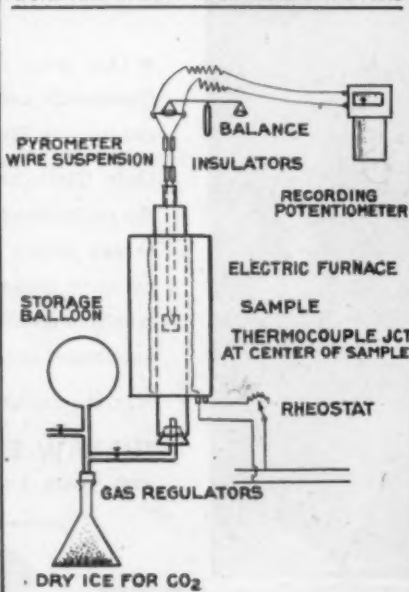 BALANCE
PYROMETER
WIRE SUSPENSION
INSULATORS
RECORDING
POTENTIOMETER
ELECTRIC FURNACE
STORAGE
BALLOON
SAMPLE
THERMOCOUPLE JCT
AT CENTER OF SAMPLE
RHEOSTAT
GAS REGULATORS
DRY ICE FOR CO₂